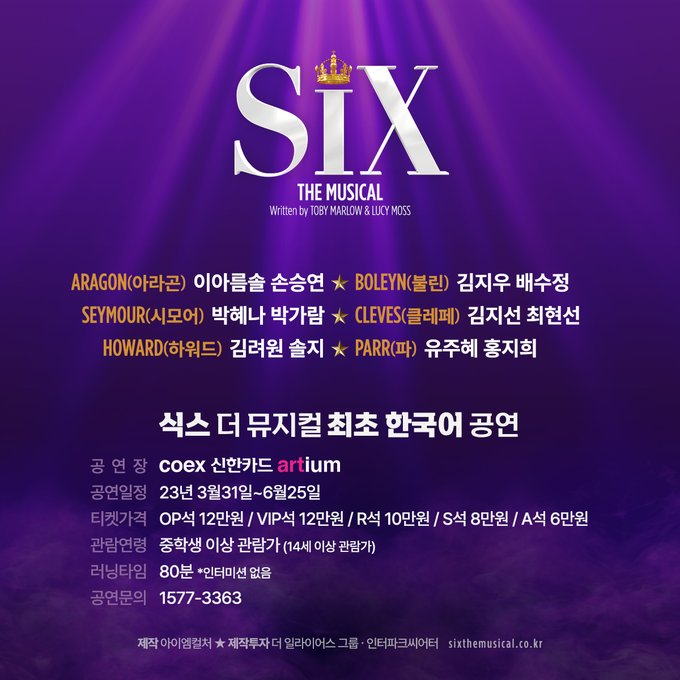 SiX
THE MUSICAL
Written by TOBY MARLOW & LUCY MOSS
ARAGON(아라곤) 이아름솔 손승연 ★ BOLEYN(불린) 김지우 배수정
SEYMOUR(시모어) 박혜나 박가람 ★ CLEVES(클레페) 김지선 최현선
HOWARD(하워드) 김려원 솔지 ★ PARR(파) 유주혜 홍지희
식스 더 뮤지컬 최초 한국어 공연
공 연 장 coex 신한카드 artium
공연일정 23년 3월31일~6월25일
티켓가격 OP석 12만원 / VIP석 12만원 / R석 10만원 / S석 8만원 / A석 6만원
관람연령 중학생 이상 관람가 (14세 이상 관람가)
러닝타임 80분 *인터미션 없음
공연문의 1577-3363
제작 아이엠컬처 ★ 제작투자 더 일라이어스 그룹 · 인터파크씨어터 sixthemusical.co.kr